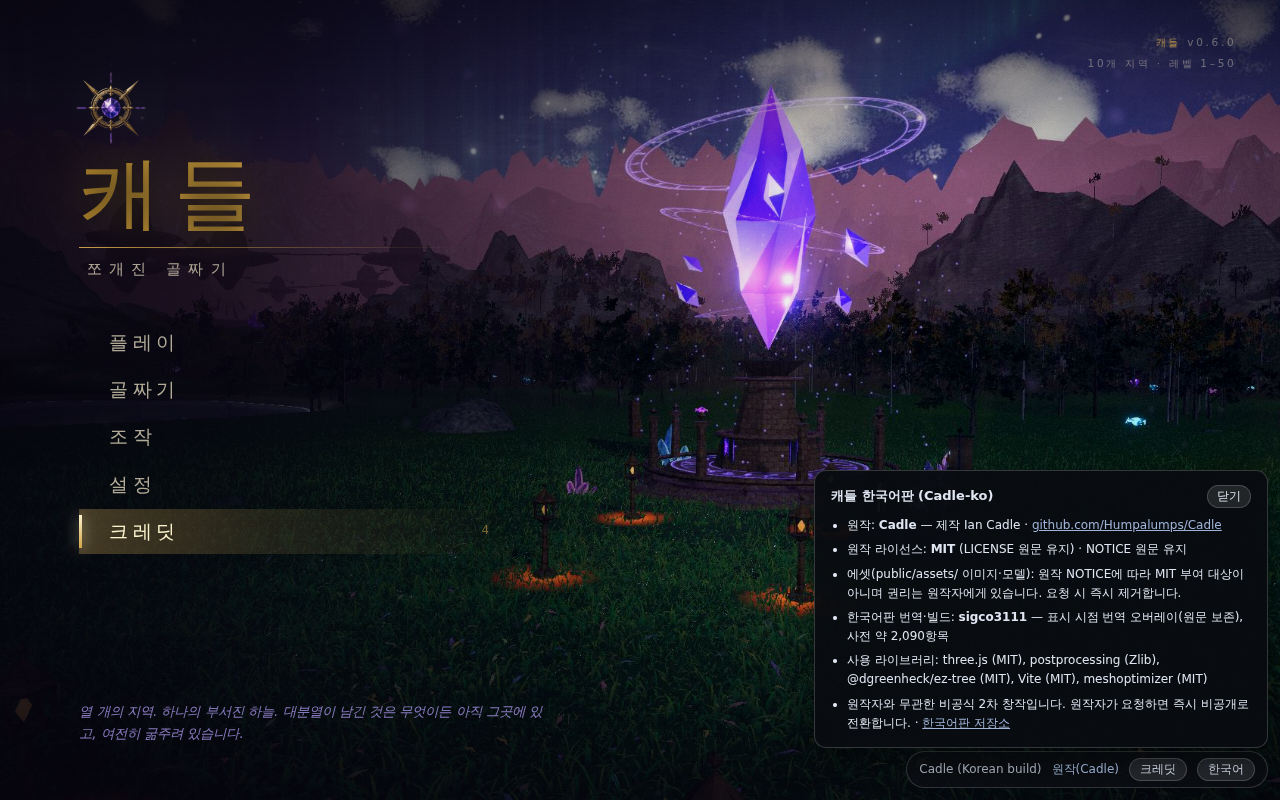 캐들 v0.6.0
10개 지역 · 레벨 1–50
캐들
쪼개진 골짜기
플레이
골짜기
조작
설정
크레딧 4
열 개의 지역. 하나의 부서진 하늘. 대분열이 남긴 것은 무엇이든 아직 그곳에 있
고, 여전히 굶주려 있습니다.
캐들 한국어판 (Cadle-ko) 닫기
• 원작: Cadle — 제작 Ian Cadle · github.com/Humpalumps/Cadle
• 원작 라이선스: MIT (LICENSE 원문 유지) · NOTICE 원문 유지
• 에셋(public/assets/ 이미지·모델): 원작 NOTICE에 따라 MIT 부여 대상이
아니며 권리는 원작자에게 있습니다. 요청 시 즉시 제거합니다.
• 한국어판 번역·빌드: sigco3111 — 표시 시점 번역 오버레이(원문 보존),
사전 약 2,090항목
• 사용 라이브러리: three.js (MIT), postprocessing (Zlib),
@dgreenheck/ez-tree (MIT), Vite (MIT), meshoptimizer (MIT)
• 원작자와 무관한 비공식 2차 창작입니다. 원작자가 요청하면 즉시 비공개로
전환합니다. · 한국어판 저장소
Cadle (Korean build) 원작(Cadle) 크레딧 한국어